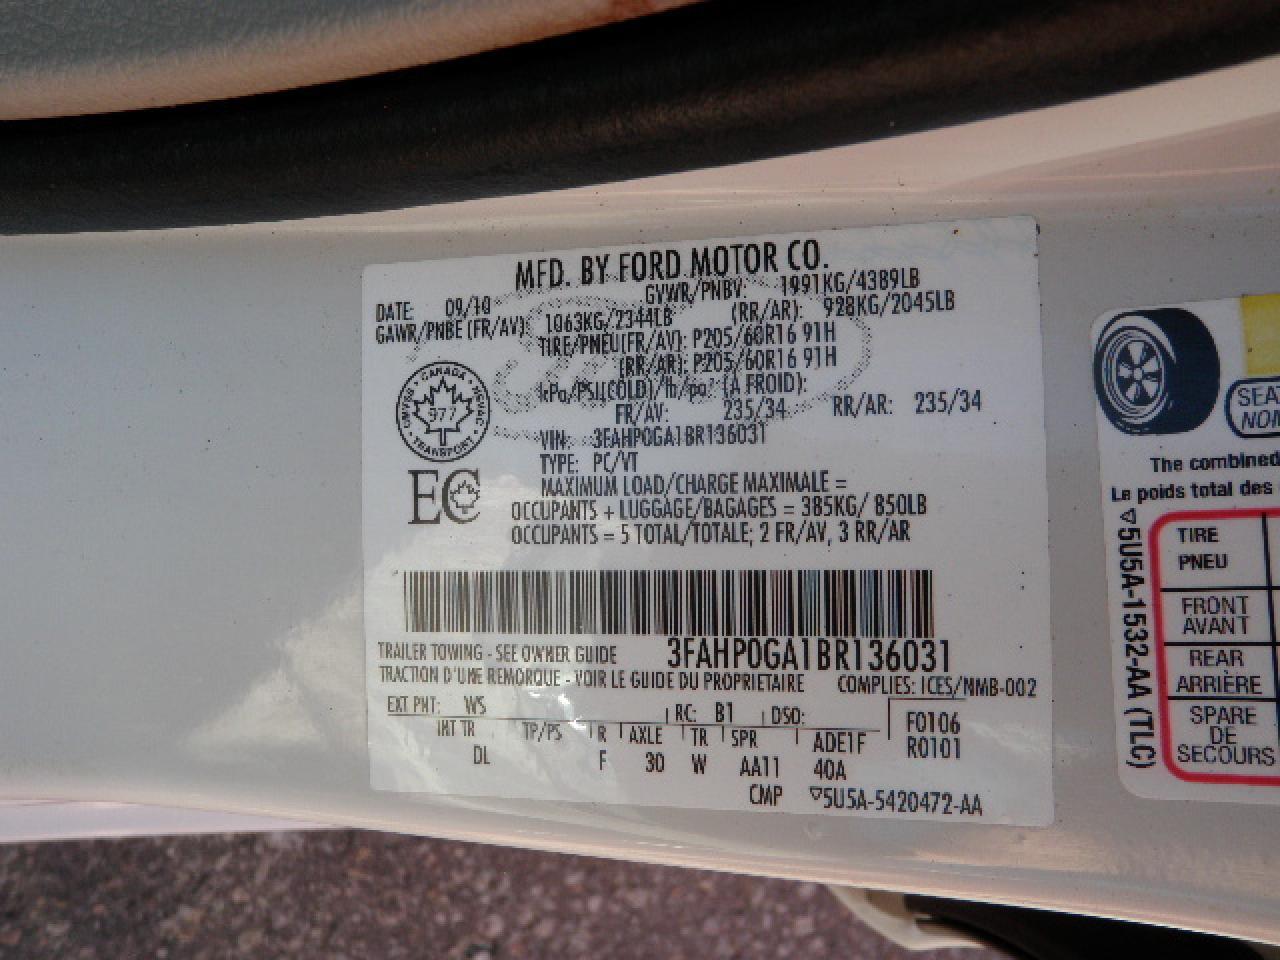 MFD. BY FORD MOTOR CO.
DATE: 09/10 GVWR/PNBV: 1991KG/4389LB
GAWR/PNBE (FR/AV): 1063KG/2344LB (RR/AR): 928KG/2045LB
TIRE/PNEU(FR/AV): P205/60R16 91H
(RR/AR): P205/60R16 91H
kPa/PSI(COLD)/lb/po² (A FROID):
FR/AV: 235/34 RR/AR: 235/34
VIN: 3FAHP0GA1BR136031
TYPE: PC/VT
MAXIMUM LOAD/CHARGE MAXIMALE =
OCCUPANTS + LUGGAGE/BAGAGES = 385KG/ 850LB
OCCUPANTS = 5 TOTAL/TOTALE; 2 FR/AV, 3 RR/AR
CANADA
977
TRANSPORT
EC
3FAHP0GA1BR136031
TRAILER TOWING - SEE OWNER GUIDE
TRACTION D'UNE REMORQUE - VOIR LE GUIDE DU PROPRIETAIRE
COMPLIES: ICES/NMB-002
EXT PNT: WS RC: B1 DSO: F0106
INT TR TP/PS R AXLE TR SPR ADE1F R0101
DL F 30 W AA11 40A
CMP ▽5U5A-5420472-AA
SEA
NO
The combined
Le poids total des
▽5U5A-1532-AA (TLC)
TIRE
PNEU
FRONT
AVANT
REAR
ARRIÈRE
SPARE
DE
SECOURS